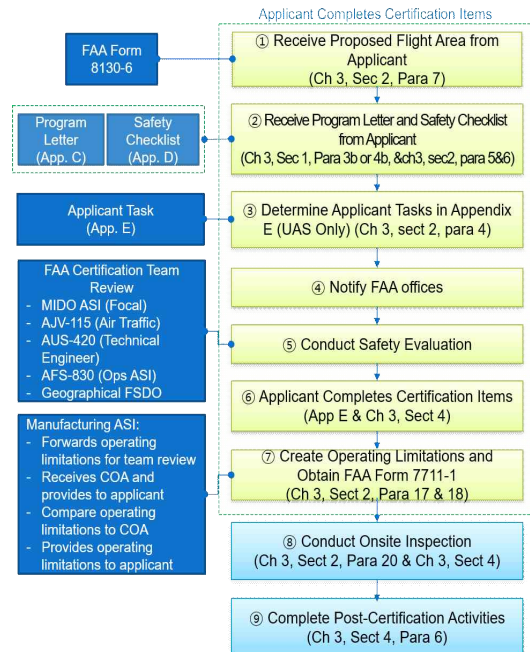 Applicant Completes Certification Items
FAA Form
8130-6
① Receive Proposed Flight Area from
Applicant
(Ch 3, Sec 2, Para 7)
Program
Letter
(App. C)
Safety
Checklist
(App. D)
② Receive Program Letter and Safety Checklist
from Applicant
(Ch 3, Sec 1, Para 3b or 4b, &ch3, sec2, para 5&6)
Applicant Task
(App. E)
③ Determine Applicant Tasks in Appendix
E (UAS Only) (Ch 3, sect 2, para 4)
FAA Certification Team
Review
- MIDO ASI (Focal)
- AJV-115 (Air Traffic)
- AUS-420 (Technical
Engineer)
- AFS-830 (Ops ASI)
- Geographical FSDO
④ Notify FAA offices
⑤ Conduct Safety Evaluation
⑥ Applicant Completes Certification Items
(App E & Ch 3, Sect 4)
Manufacturing ASI:
- Forwards operating
limitations for team review
- Receives COA and
provides to applicant
- Compare operating
limitations to COA
- Provides operating
limitations to applicant
⑦ Create Operating Limitations and
Obtain FAA Form 7711-1
(Ch 3, Sect 2, Para 17 & 18)
⑧ Conduct Onsite Inspection
(Ch 3, Sect 2, Para 20 & Ch 3, Sect 4)
⑨ Complete Post-Certification Activities
(Ch 3, Sect 4, Para 6)